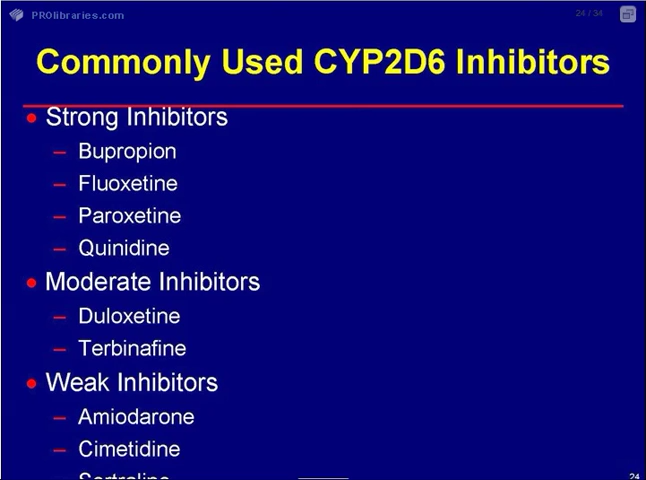 PROlibraries.com
24 / 34
Commonly Used CYP2D6 Inhibitors
• Strong Inhibitors
– Bupropion
– Fluoxetine
– Paroxetine
– Quinidine
• Moderate Inhibitors
– Duloxetine
– Terbinafine
• Weak Inhibitors
– Amiodarone
– Cimetidine
Sertraline
24